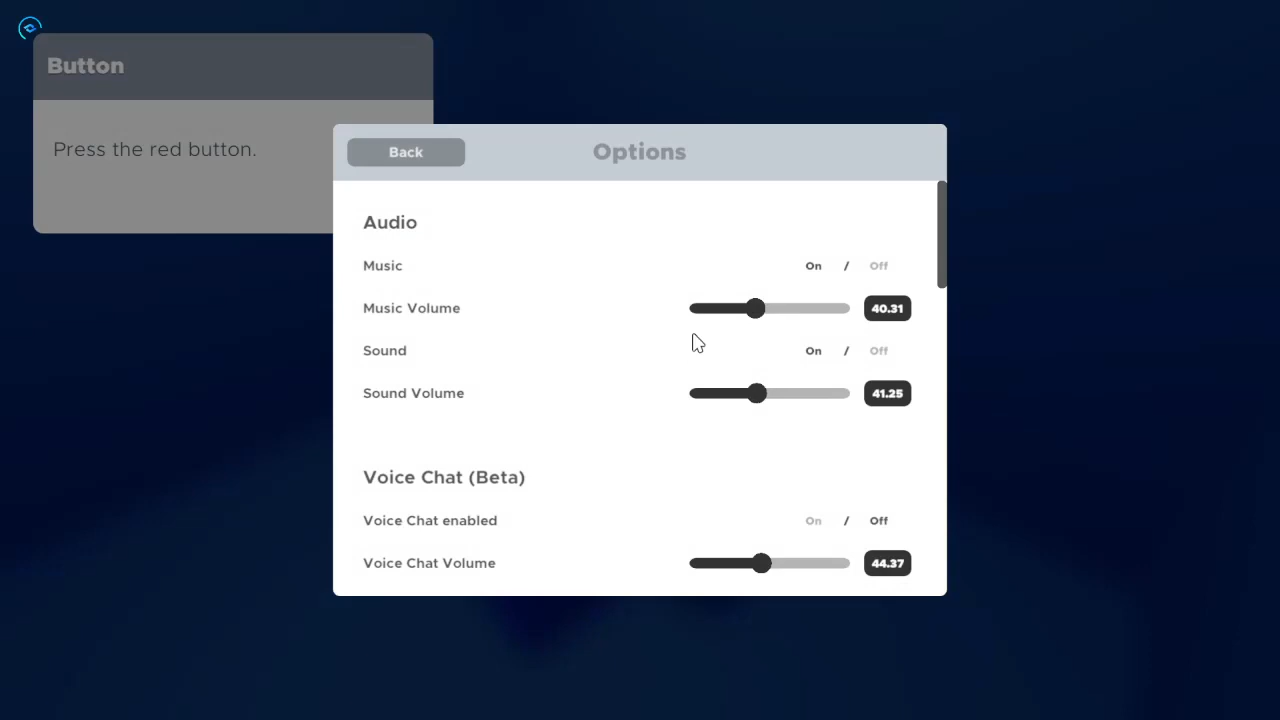 Button
Press the red button.
Back
Options
Audio
Music On / Off
Music Volume 40.31
Sound On / Off
Sound Volume 41.25
Voice Chat (Beta)
Voice Chat enabled On / Off
Voice Chat Volume 44.37